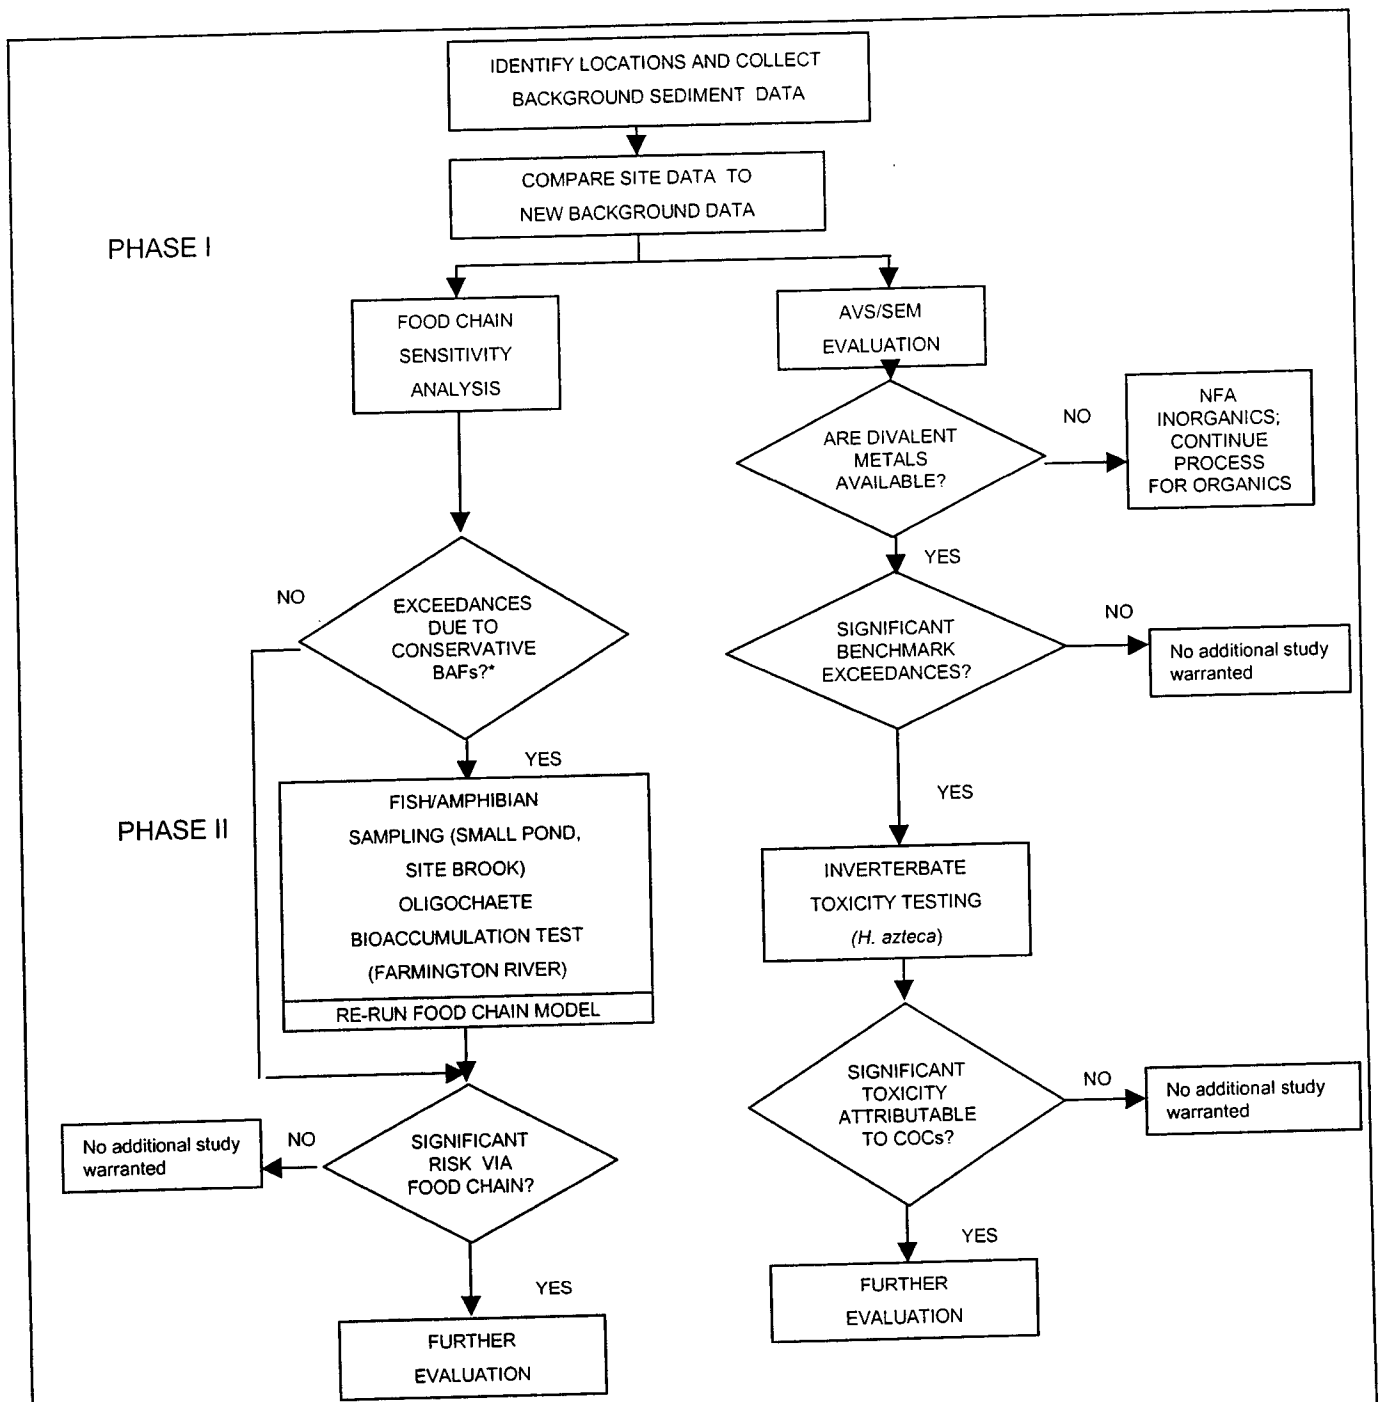 IDENTIFY LOCATIONS AND COLLECT
BACKGROUND SEDIMENT DATA
COMPARE SITE DATA TO
NEW BACKGROUND DATA
PHASE I
FOOD CHAIN
SENSITIVITY
ANALYSIS
AVS/SEM
EVALUATION
ARE DIVALENT
METALS
AVAILABLE?
NO
NFA
INORGANICS;
CONTINUE
PROCESS
FOR ORGANICS
YES
NO
EXCEEDANCES
DUE TO
CONSERVATIVE
BAFs?*
SIGNIFICANT
BENCHMARK
EXCEEDANCES?
NO
No additional study
warranted
YES
YES
PHASE II
FISH/AMPHIBIAN
SAMPLING (SMALL POND,
SITE BROOK)
OLIGOCHAETE
BIOACCUMULATION TEST
(FARMINGTON RIVER)
RE-RUN FOOD CHAIN MODEL
INVERTERBATE
TOXICITY TESTING
(H. azteca)
SIGNIFICANT
TOXICITY
ATTRIBUTABLE
TO COCs?
NO
No additional study
warranted
No additional study
warranted
NO
SIGNIFICANT
RISK VIA
FOOD CHAIN?
YES
YES
FURTHER
EVALUATION
FURTHER
EVALUATION